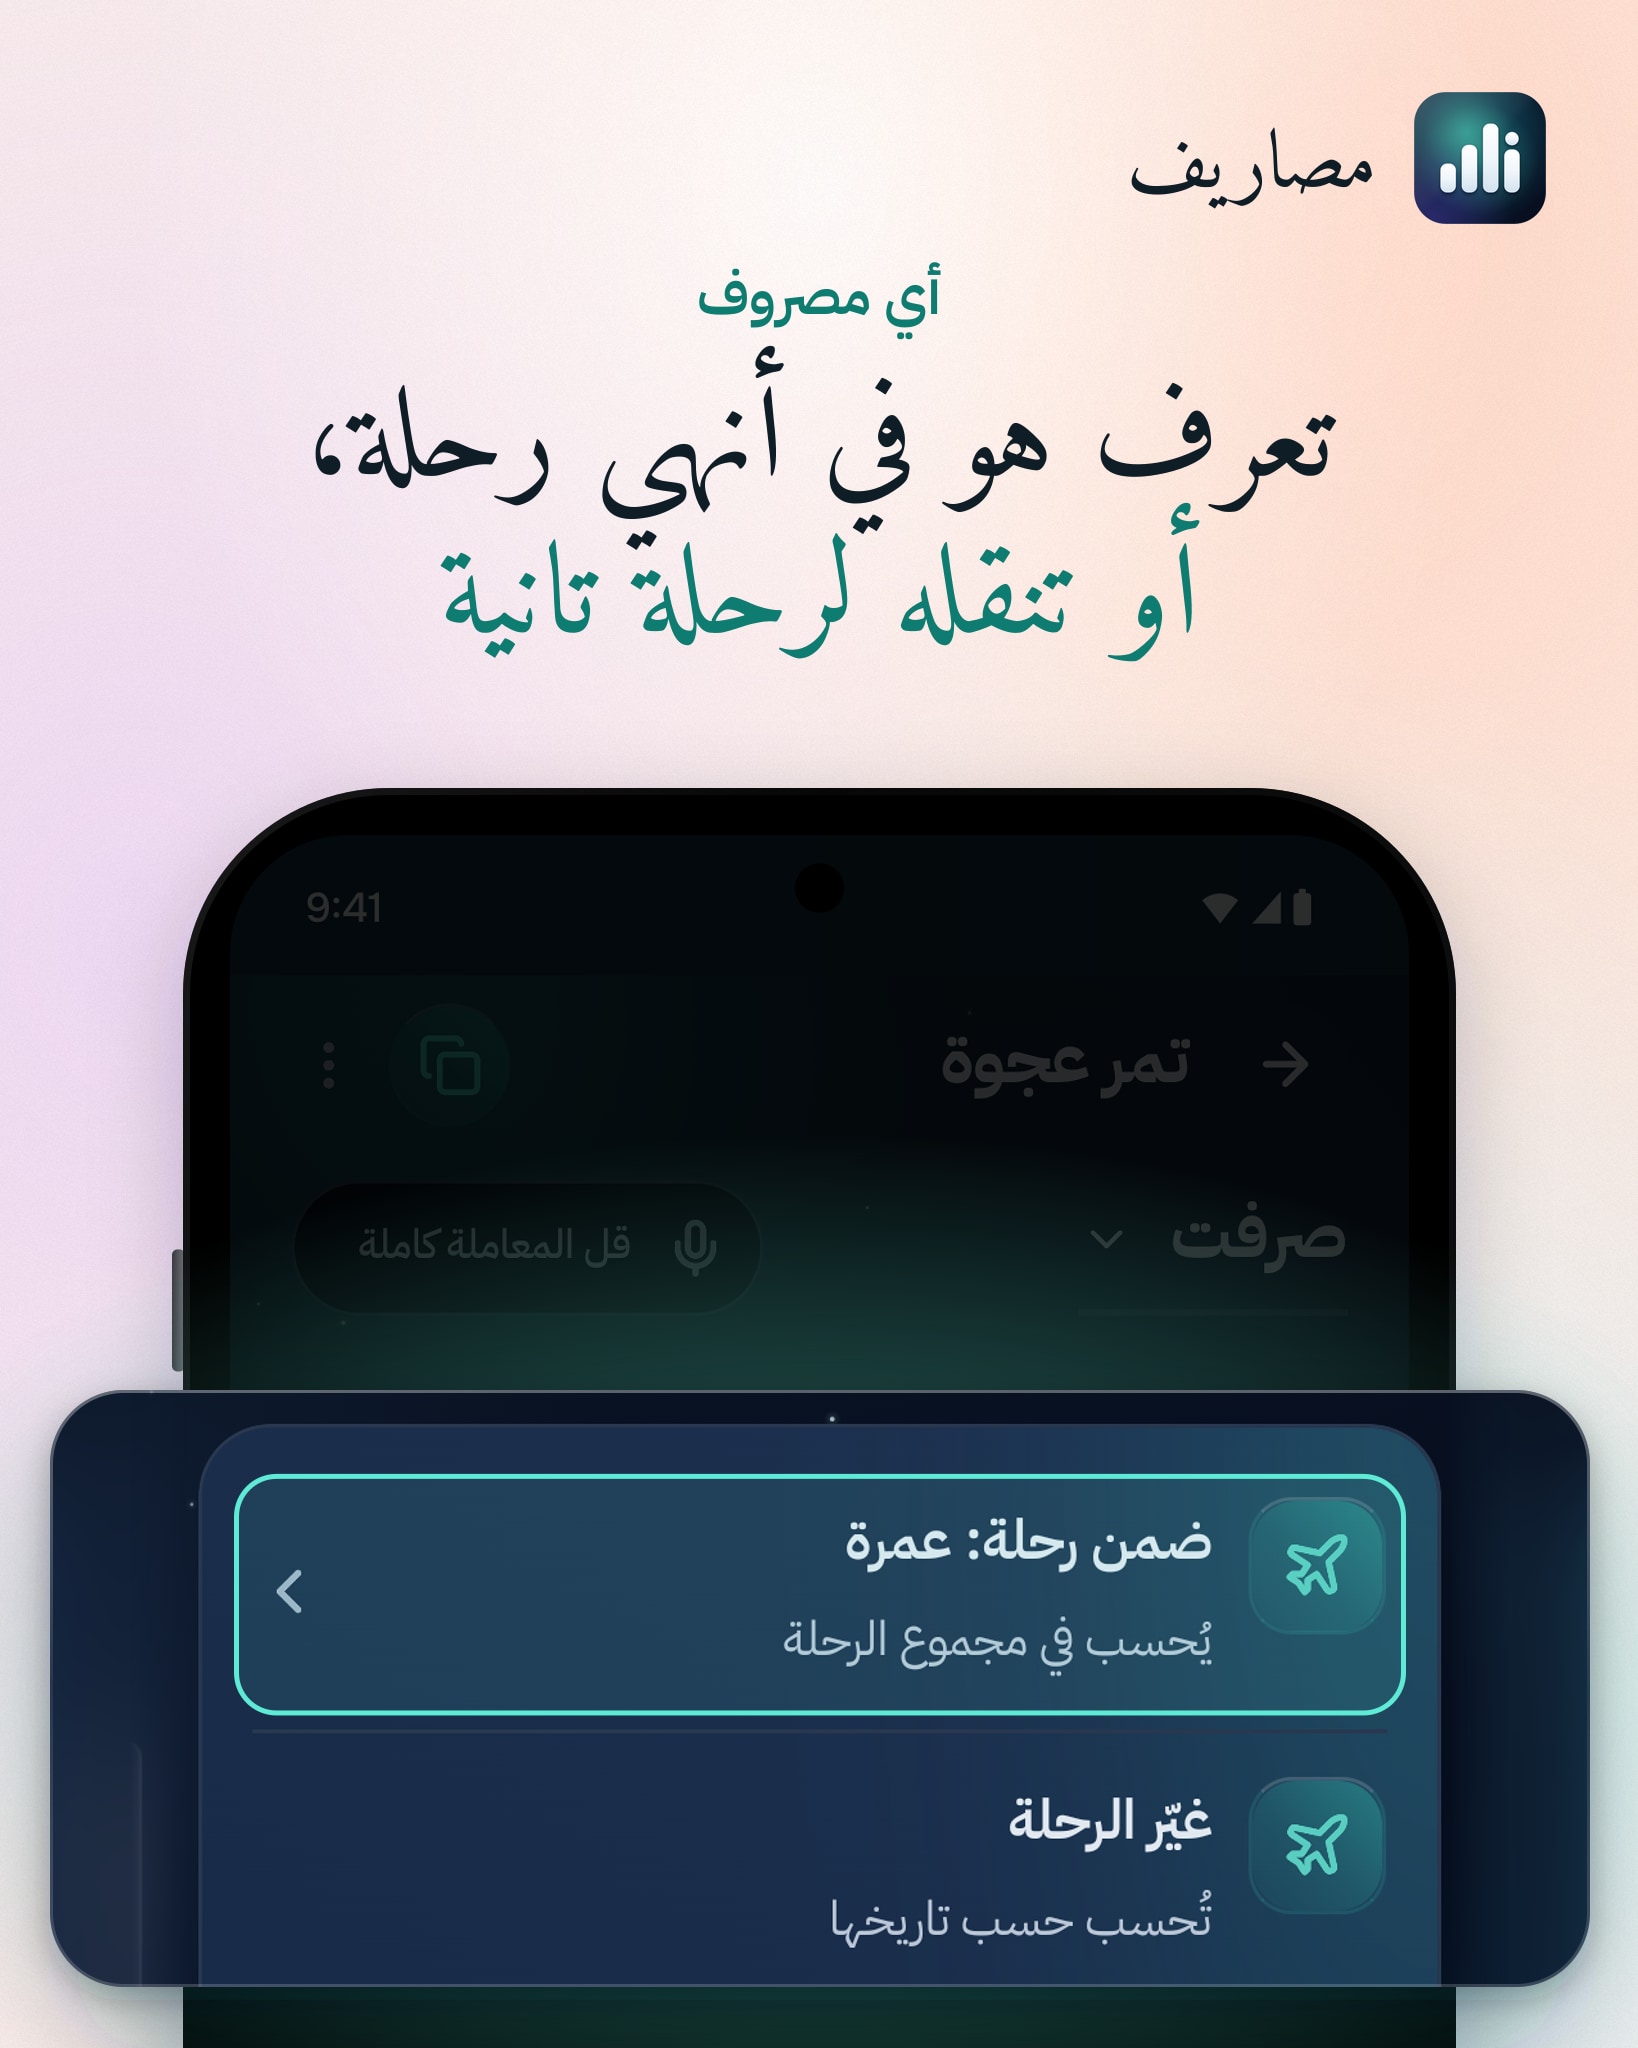 مصاريف
أي مصروف
تعرف هو في أنهي رحلة،
أو تنقله لرحلة تانية
9:41
تمر عجوة
صرفت
قل المعاملة كاملة
ضمن رحلة: عمرة
يُحسب في مجموع الرحلة
غيّر الرحلة
تُحسب حسب تاريخها